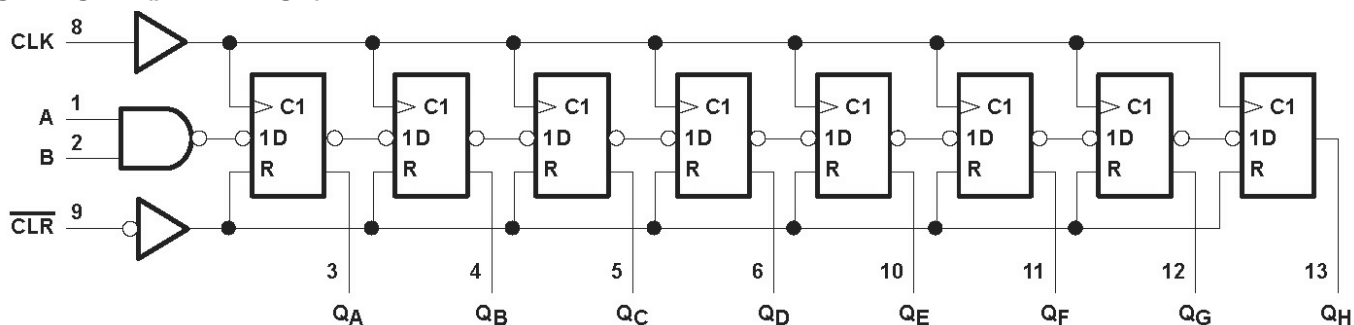 CLK 8
C1 C1 C1 C1 C1 C1 C1 C1
A 1
1D 1D 1D 1D 1D 1D 1D 1D
B 2
R R R R R R R R
CLR 9
3 4 5 6 10 11 12 13
QA QB QC QD QE QF QG QH